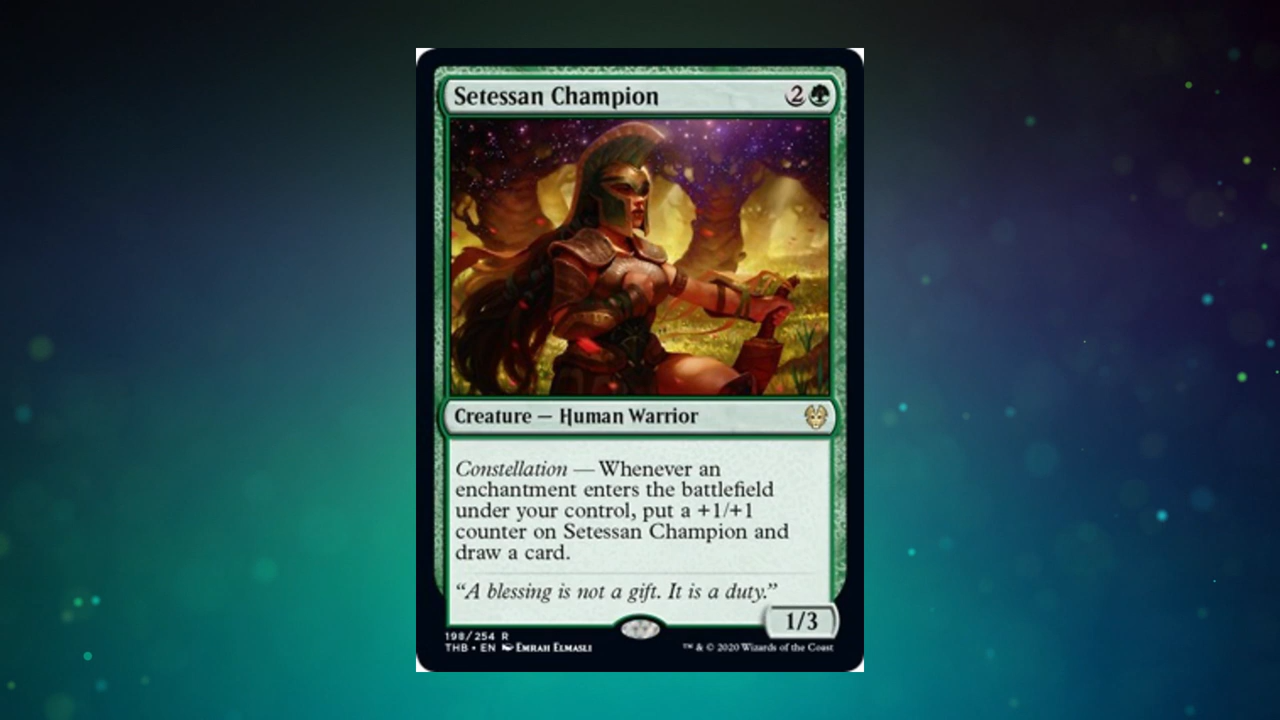 Setessan Champion 2
Creature — Human Warrior
Constellation — Whenever an
enchantment enters the battlefield
under your control, put a +1/+1
counter on Setessan Champion and
draw a card.
“A blessing is not a gift. It is a duty.”
1/3
198/254 R
THB • EN Emrah Elmasli
™ & © 2020 Wizards of the Coast